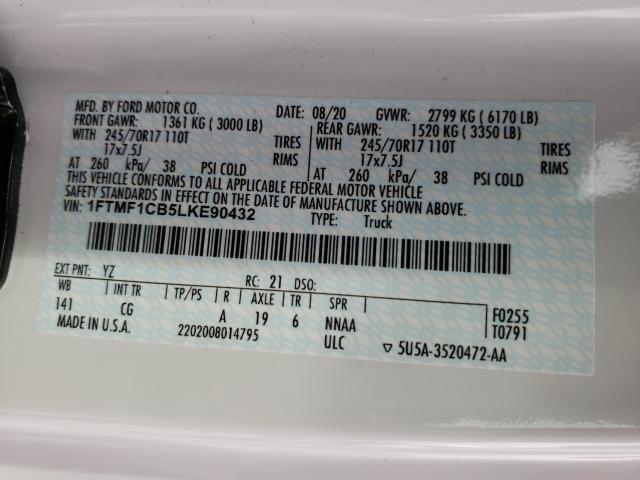 MFD. BY FORD MOTOR CO. DATE: 08/20 GVWR: 2799 KG ( 6170 LB)
FRONT GAWR: 1361 KG ( 3000 LB) REAR GAWR: 1520 KG ( 3350 LB)
WITH 245/70R17 110T TIRES WITH 245/70R17 110T TIRES
17x7.5J RIMS 17x7.5J RIMS
AT 260 kPa/ 38 PSI COLD AT 260 kPa/ 38 PSI COLD
THIS VEHICLE CONFORMS TO ALL APPLICABLE FEDERAL MOTOR VEHICLE
SAFETY STANDARDS IN EFFECT ON THE DATE OF MANUFACTURE SHOWN ABOVE.
VIN: 1FTMF1CB5LKE90432 TYPE: Truck
EXT PNT: YZ RC: 21 DSO:
WB INT TR TP/PS R AXLE TR SPR
141 CG A 19 6 NNAA F0255
MADE IN U.S.A. 2202008014795 ULC T0791
▽ 5U5A-3520472-AA